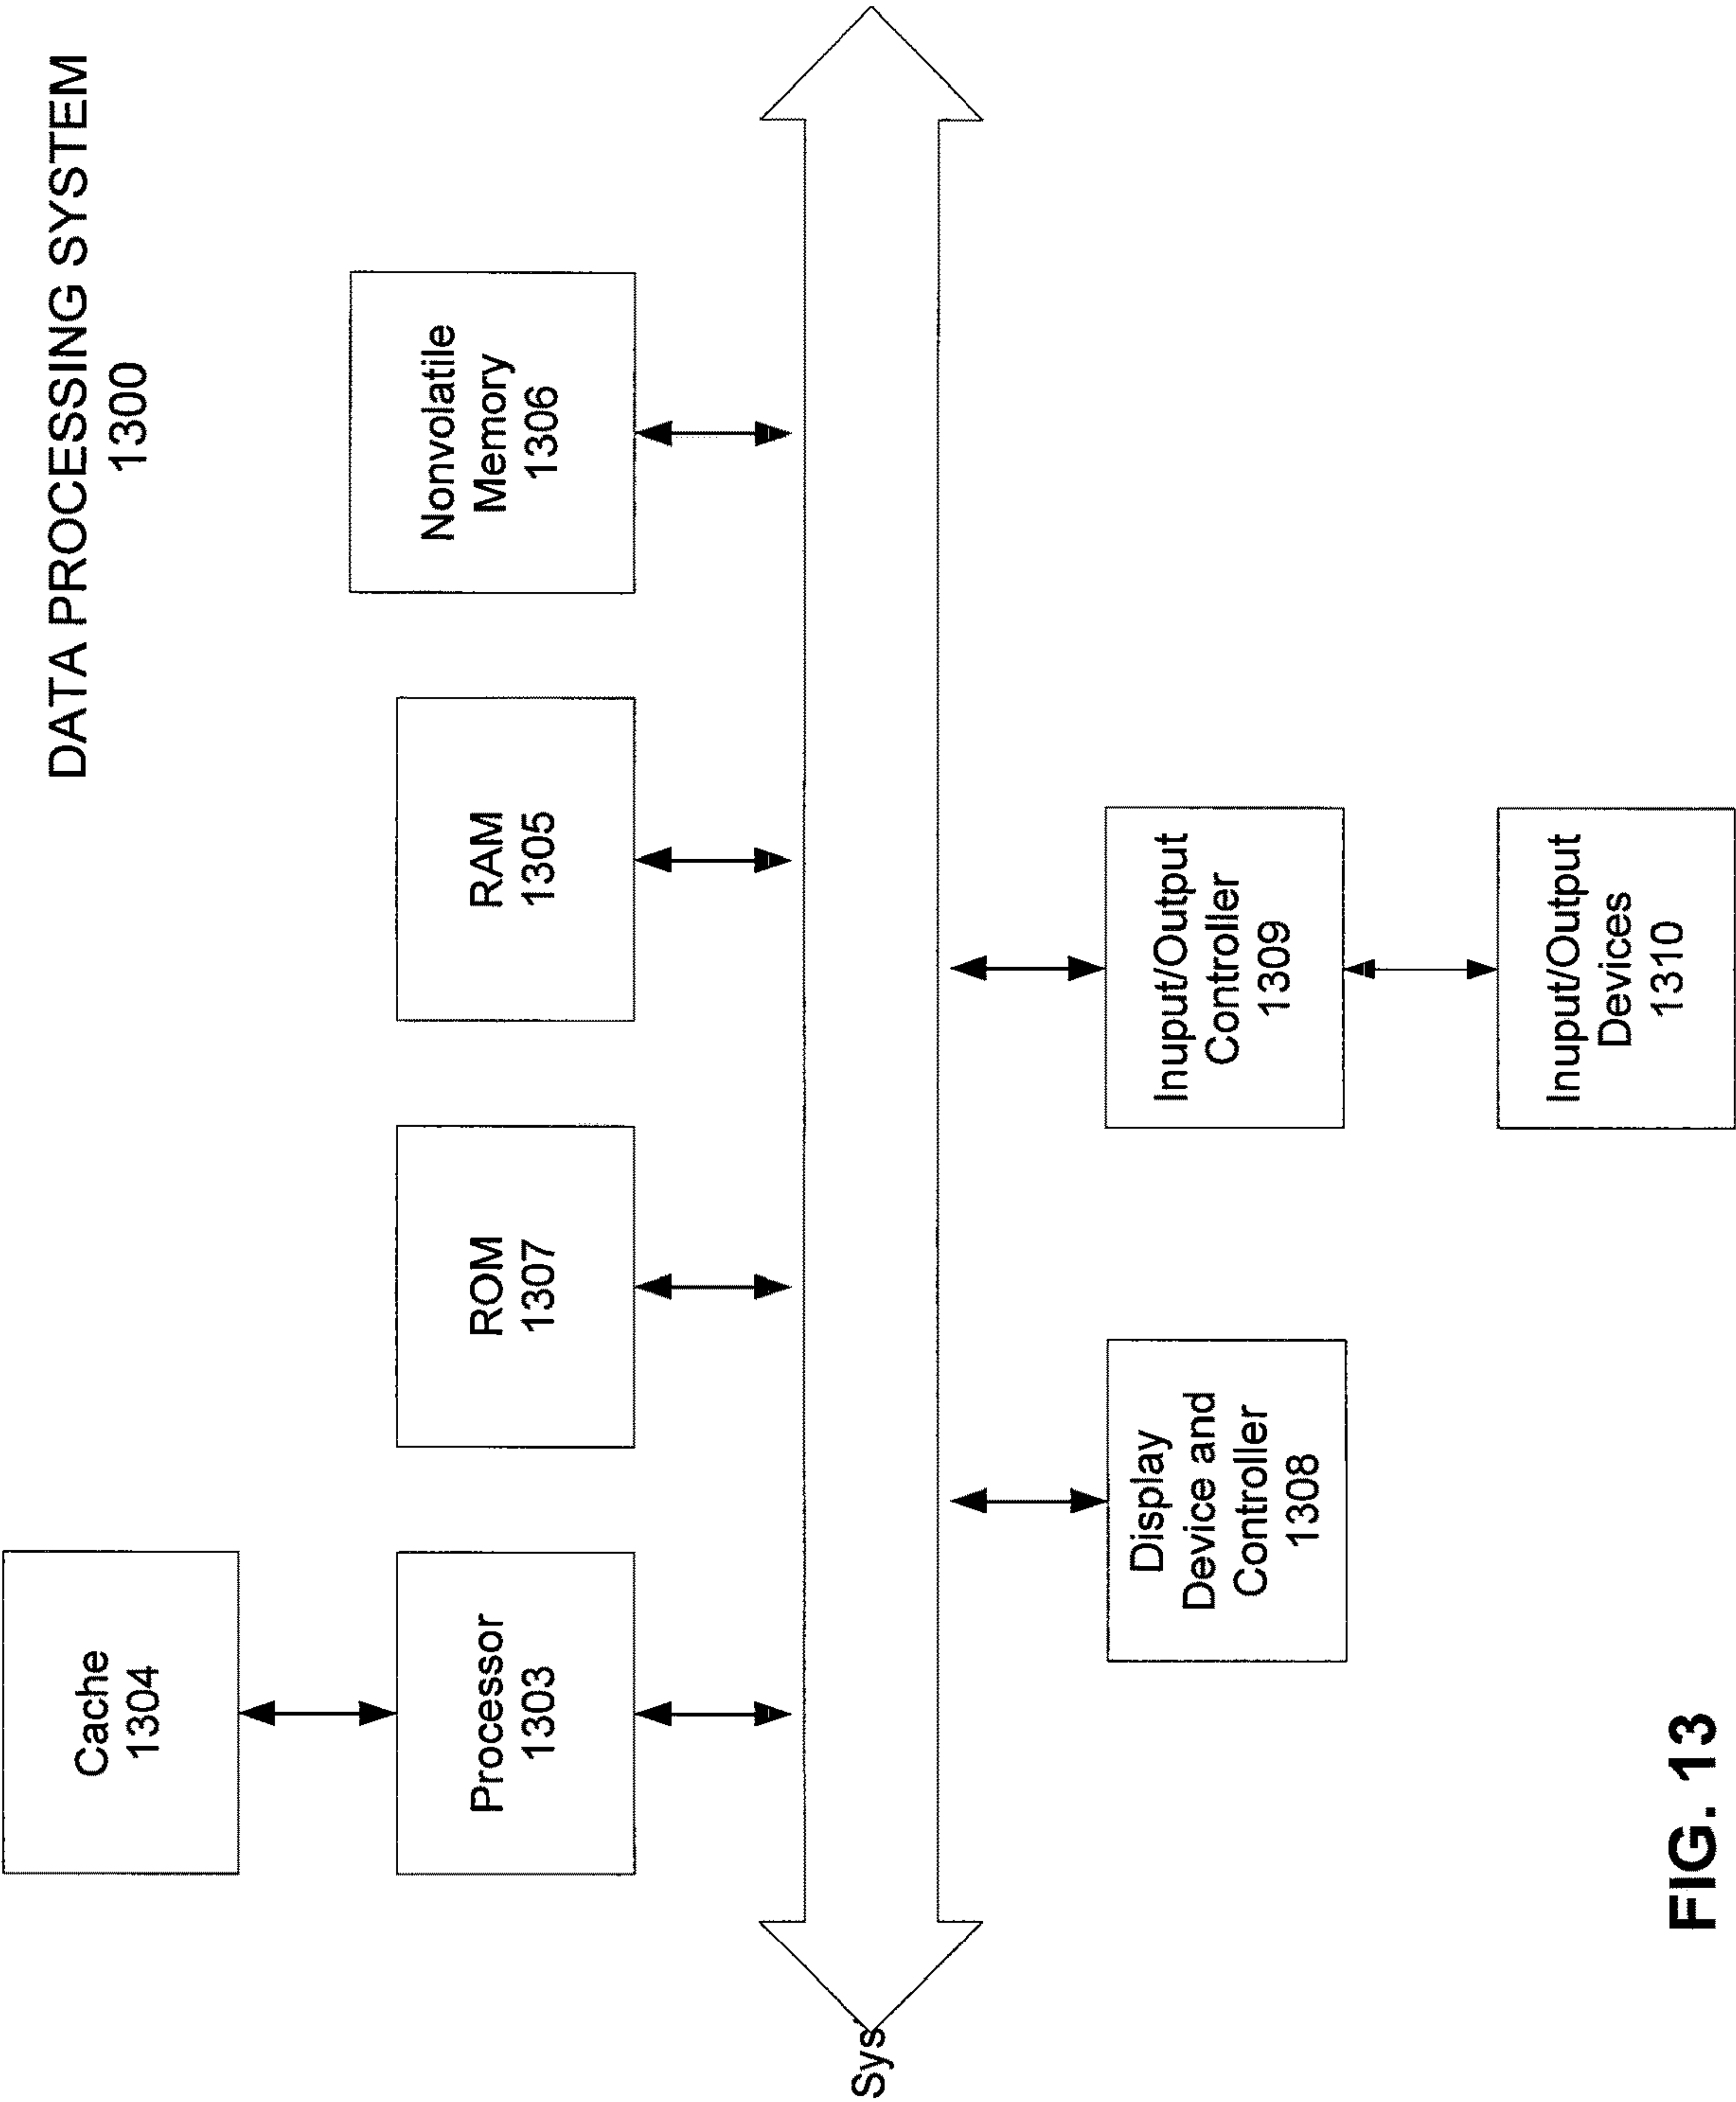 DATA PROCESSING SYSTEM
1300
Cache
1304
Processor
1303
ROM
1307
RAM
1305
Nonvolatile
Memory
1306
Sys
Display
Device and
Controller
1308
Inuput/Output
Controller
1309
Inuput/Output
Devices
1310
FIG. 13